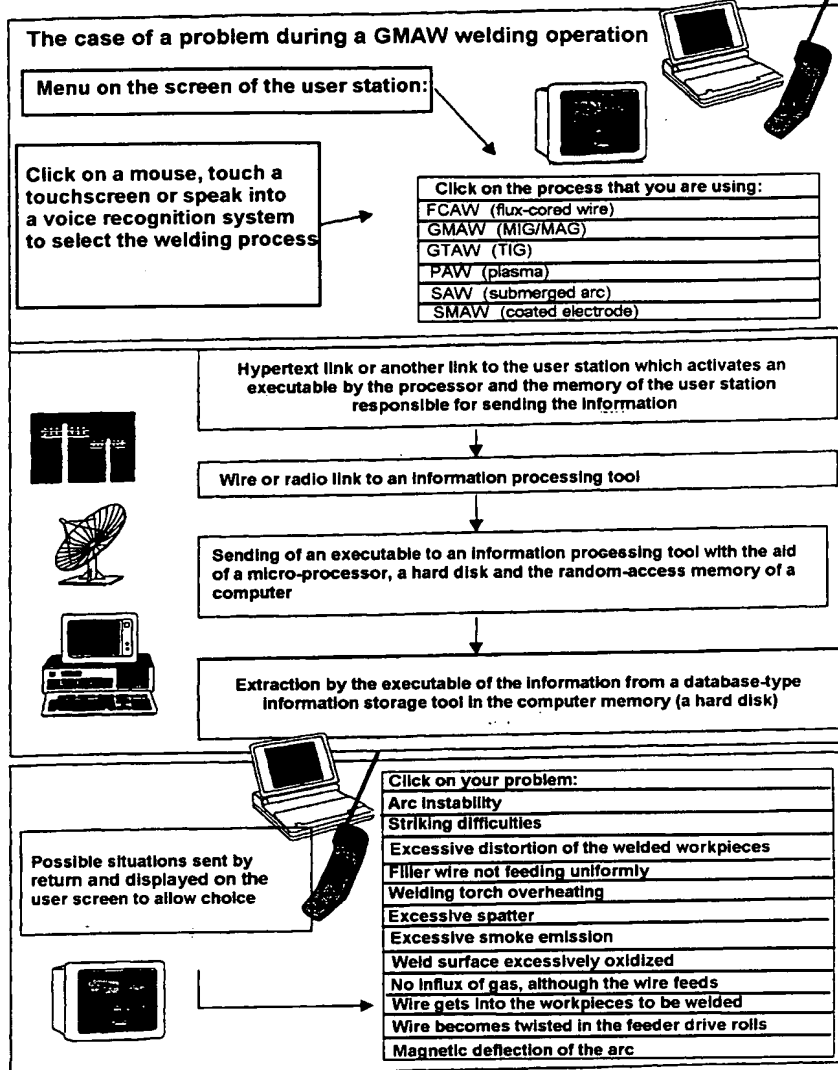 The case of a problem during a GMAW welding operation
Menu on the screen of the user station:
Click on a mouse, touch a
touchscreen or speak into
a voice recognition system
to select the welding process
Click on the process that you are using:
FCAW (flux-cored wire)
GMAW (MIG/MAG)
GTAW (TIG)
PAW (plasma)
SAW (submerged arc)
SMAW (coated electrode)
Hypertext link or another link to the user station which activates an
executable by the processor and the memory of the user station
responsible for sending the information
Wire or radio link to an information processing tool
Sending of an executable to an information processing tool with the aid
of a micro-processor, a hard disk and the random-access memory of a
computer
Extraction by the executable of the information from a database-type
information storage tool in the computer memory (a hard disk)
Possible situations sent by
return and displayed on the
user screen to allow choice
Click on your problem:
Arc instability
Striking difficulties
Excessive distortion of the welded workpieces
Filler wire not feeding uniformly
Welding torch overheating
Excessive spatter
Excessive smoke emission
Weld surface excessively oxidized
No influx of gas, although the wire feeds
Wire gets into the workpieces to be welded
Wire becomes twisted in the feeder drive rolls
Magnetic deflection of the arc